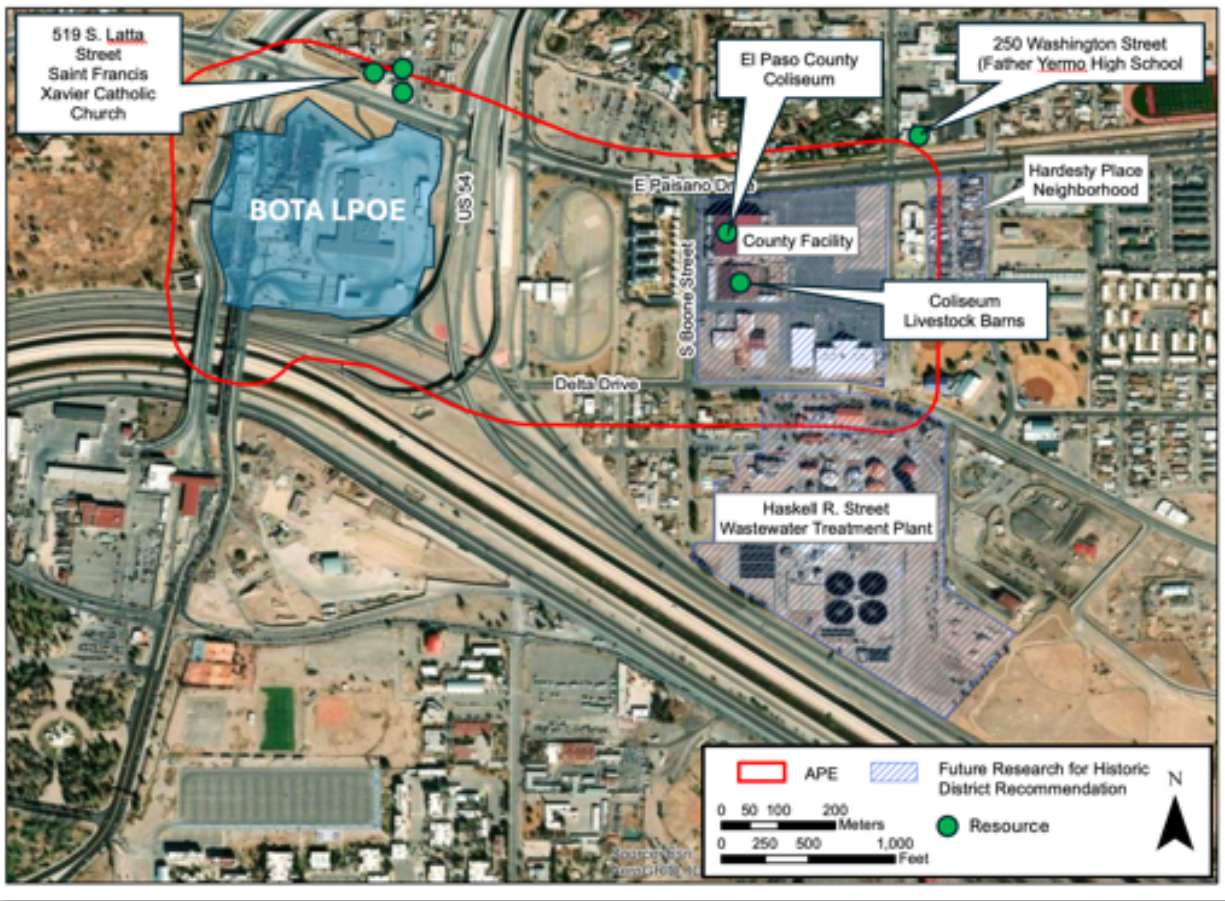 519 S. Latta
Street
Saint Francis
Xavier Catholic
Church
El Paso County
Coliseum
250 Washington Street
(Father Yermo High School
Hardesty Place
Neighborhood
E Paisano Drive
US 54
BOTA LPOE
County Facility
S Boone Street
Coliseum
Livestock Barns
Delta Drive
Haskell R. Street
Wastewater Treatment Plant
APE
Future Research for Historic
District Recommendation
N
0 50 100 200
Meters
Resource
0 250 500 1,000
Feet